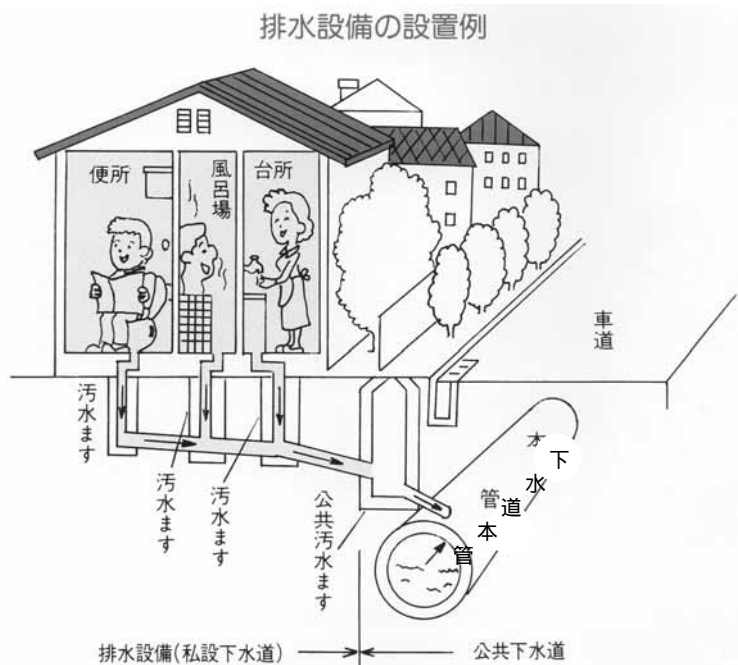 排水設備の設置例
便所
風呂場
台所
車道
汚水ます
汚水ます
汚水ます
公共汚水ます
下水道本管
管
排水設備(私設下水道)
公共下水道